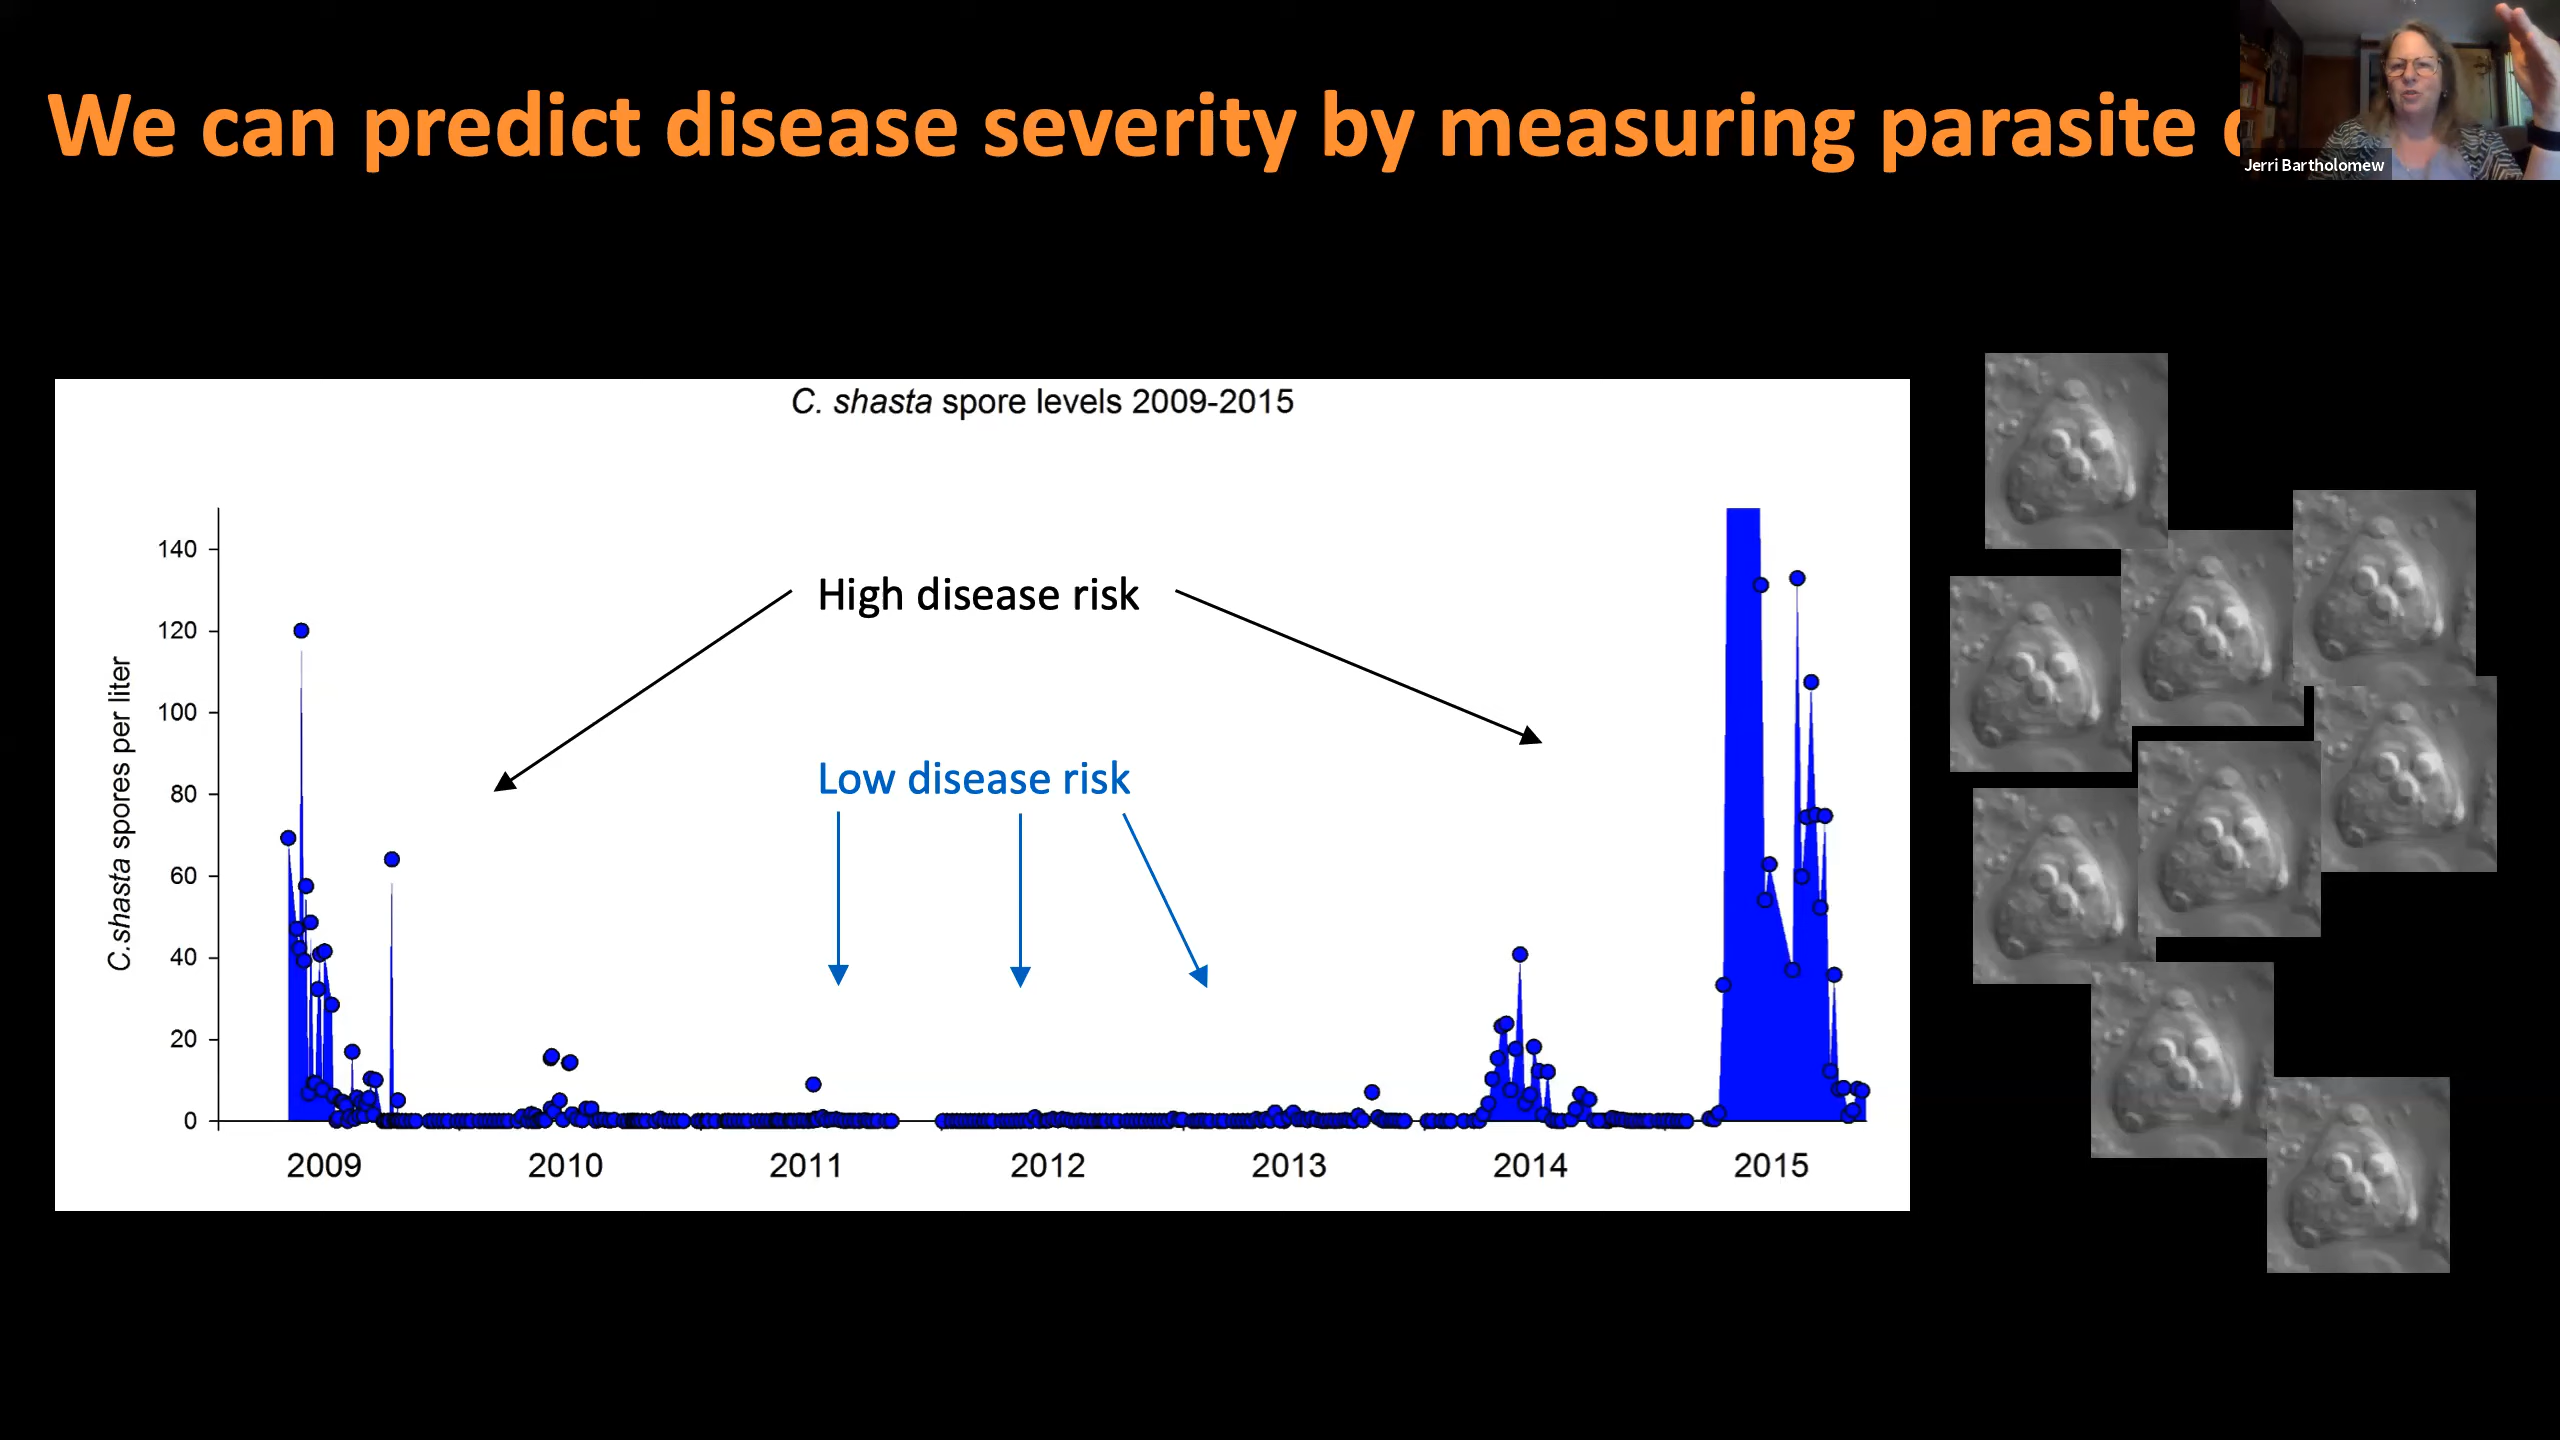 We can predict disease severity by measuring parasite
Jerri Bartholomew
C. shasta spore levels 2009-2015
C.shasta spores per liter
140
120
100
80
60
40
20
0
High disease risk
Low disease risk
2009 2010 2011 2012 2013 2014 2015